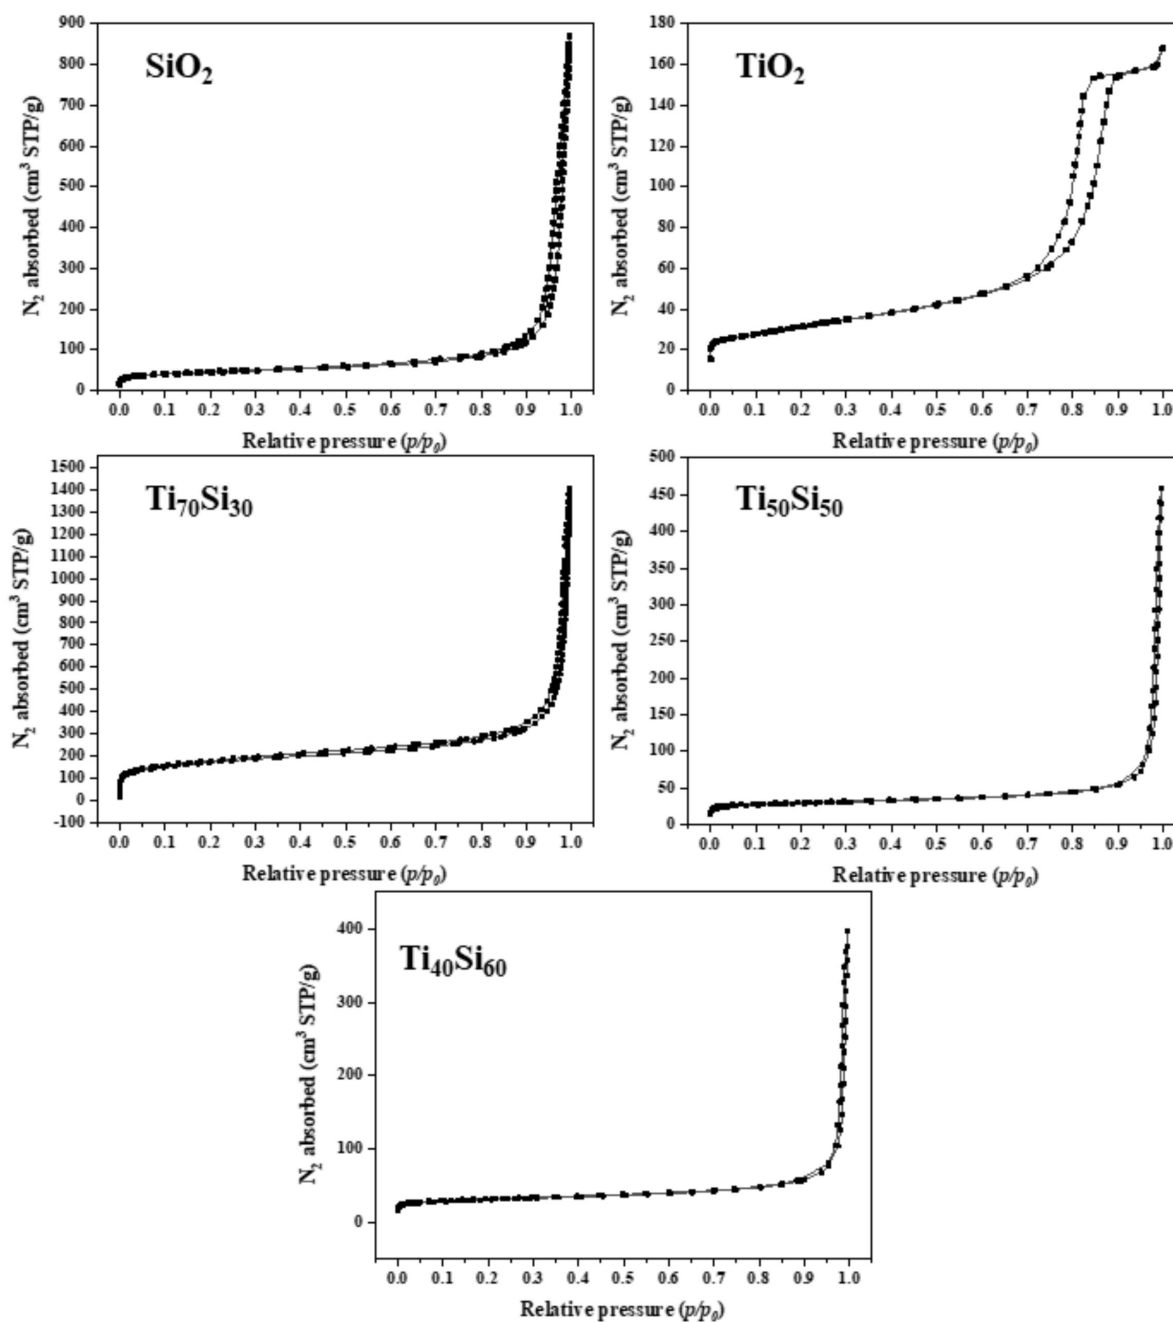 SiO₂
N₂ absorbed (cm³ STP/g)
900
800
700
600
500
400
300
200
100
0
0.0 0.1 0.2 0.3 0.4 0.5 0.6 0.7 0.8 0.9 1.0
Relative pressure (p/p₀)
TiO₂
N₂ absorbed (cm³ STP/g)
180
160
140
120
100
80
60
40
20
0
0.0 0.1 0.2 0.3 0.4 0.5 0.6 0.7 0.8 0.9 1.0
Relative pressure (p/p₀)
Ti₇₀Si₃₀
N₂ absorbed (cm³ STP/g)
1500
1400
1300
1200
1100
1000
900
800
700
600
500
400
300
200
100
0
-100
0.0 0.1 0.2 0.3 0.4 0.5 0.6 0.7 0.8 0.9 1.0
Relative pressure (p/p₀)
Ti₅₀Si₅₀
N₂ absorbed (cm³ STP/g)
500
450
400
350
300
250
200
150
100
50
0
0.0 0.1 0.2 0.3 0.4 0.5 0.6 0.7 0.8 0.9 1.0
Relative pressure (p/p₀)
Ti₄₀Si₆₀
N₂ absorbed (cm³ STP/g)
400
300
200
100
0
0.0 0.1 0.2 0.3 0.4 0.5 0.6 0.7 0.8 0.9 1.0
Relative pressure (p/p₀)